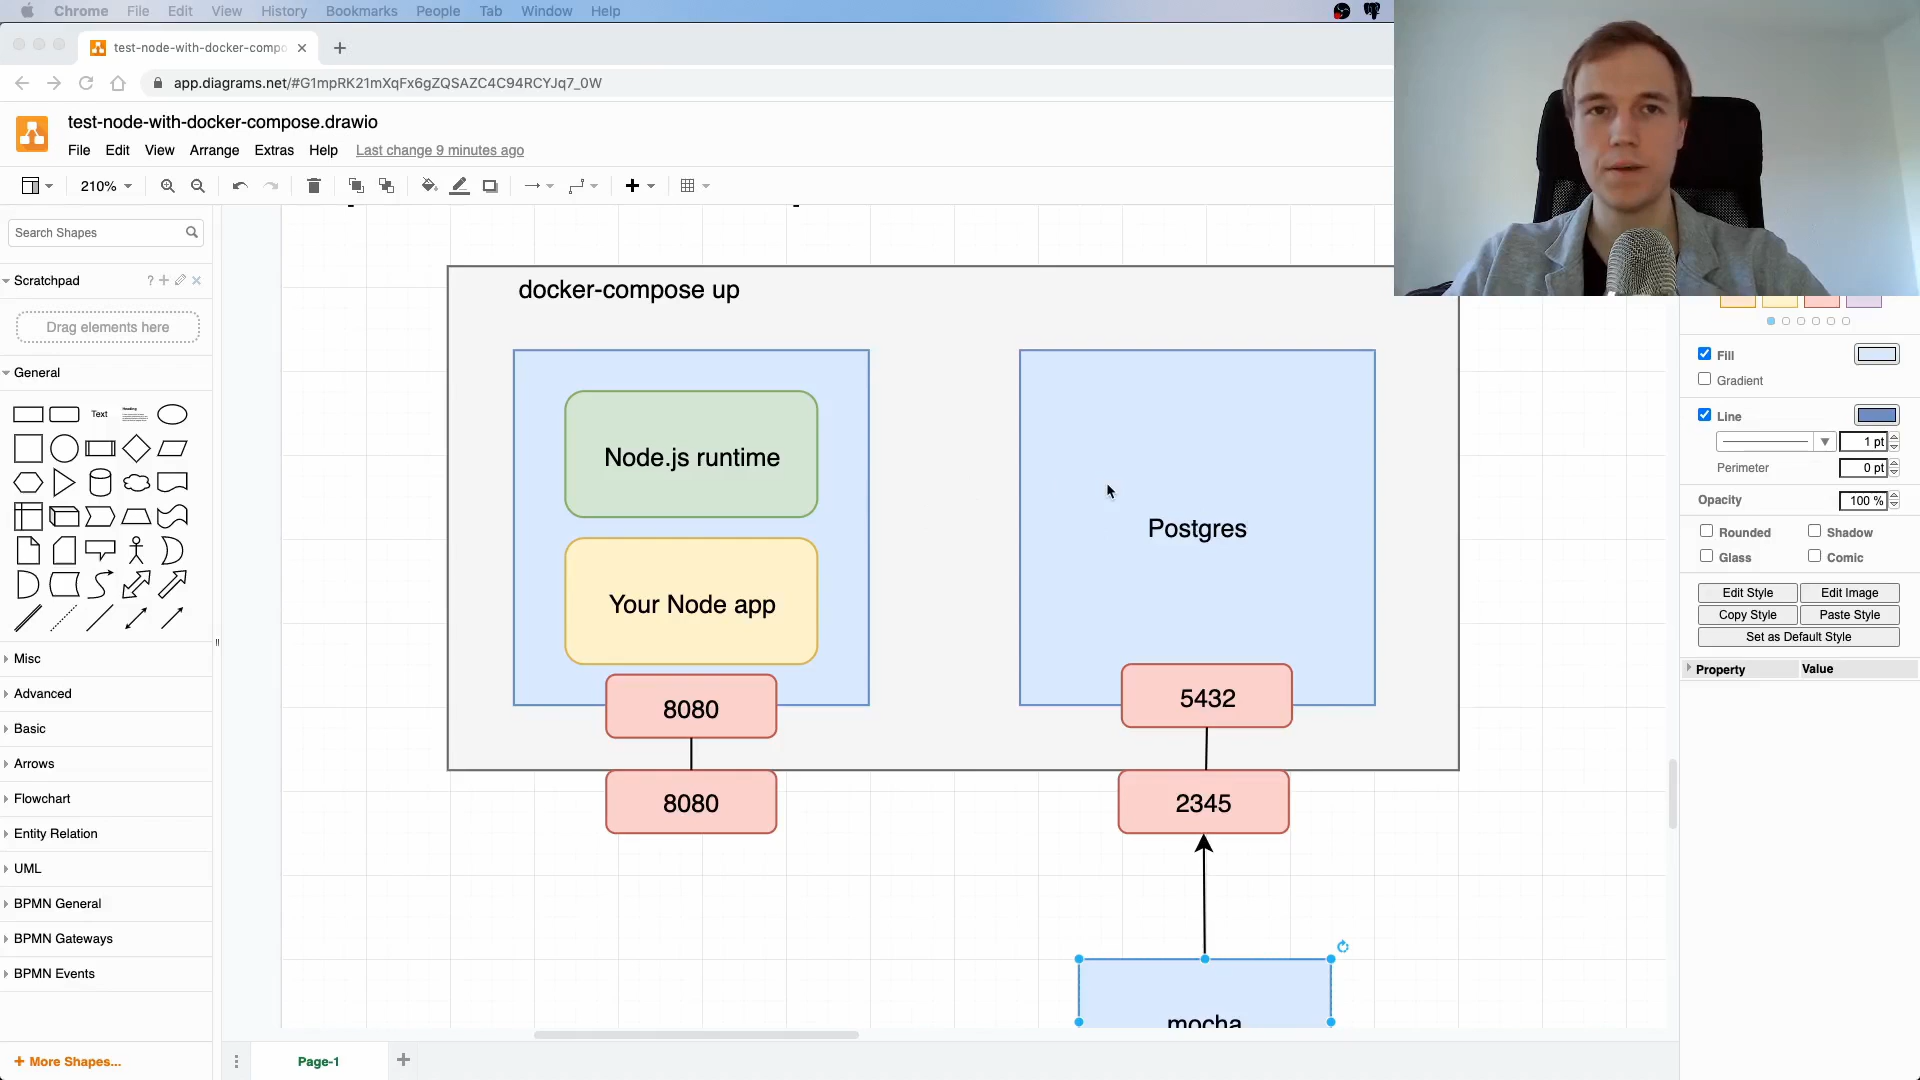 Chrome File Edit View History Bookmarks People Tab Window Help
test-node-with-docker-compo
app.diagrams.net/#G1mpRK21mXqFx6gZQSAZC4C94RCYJq7_0W
test-node-with-docker-compose.drawio
File Edit View Arrange Extras Help Last change 9 minutes ago
210%
Search Shapes
Scratchpad ?
Drag elements here
General
Text
Heading
Misc
Advanced
Basic
Arrows
Flowchart
Entity Relation
UML
BPMN General
BPMN Gateways
BPMN Events
+ More Shapes...
docker-compose up
Node.js runtime
Your Node app
8080
8080
Postgres
5432
2345
mocha
Page-1
Fill
Gradient
Line
1 pt
Perimeter 0 pt
Opacity 100 %
Rounded Shadow
Glass Comic
Edit Style Edit Image
Copy Style Paste Style
Set as Default Style
Property Value